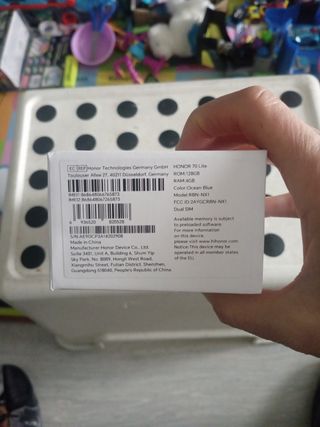 EC REP Honor Technologies Germany GmbH
Toulouser Allee 27, 40211 Düsseldorf, Germany
IMEI2:864649067265873
6 936520 835528
Made in China
Manufacturer:Honor Device Co., Ltd.
Suite 3401, Unit A, Building 6, Shum Yip
Sky Park, No. 8089, Hongli West Road,
Xiangmihu Street, Futian District, Shenzhen,
Guangdong 518040, People's Republic of China
HONOR 70 Lite
ROM:128GB
RAM:4GB
Color:Ocean Blue
Model:RBN-NX1
FCC ID:2AYGCRBN-NX1
Dual SIM
Available memory is subject
to preloaded software
For more information
on this device,
please visit www.hihonor.com
Notice:This device may be
operated in all member states
of the EU.